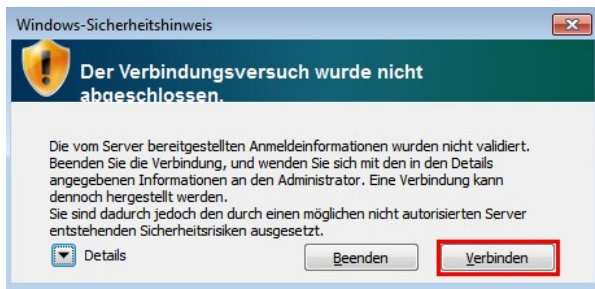 Windows-Sicherheitshinweis
Der Verbindungsversuch wurde nicht
abgeschlossen.
Die vom Server bereitgestellten Anmeldeinformationen wurden nicht validiert.
Beenden Sie die Verbindung, und wenden Sie sich mit den in den Details
angegebenen Informationen an den Administrator. Eine Verbindung kann
dennoch hergestellt werden.
Sie sind dadurch jedoch den durch einen möglichen nicht autorisierten Server
entstehenden Sicherheitsrisiken ausgesetzt.
Details Beenden Verbinden